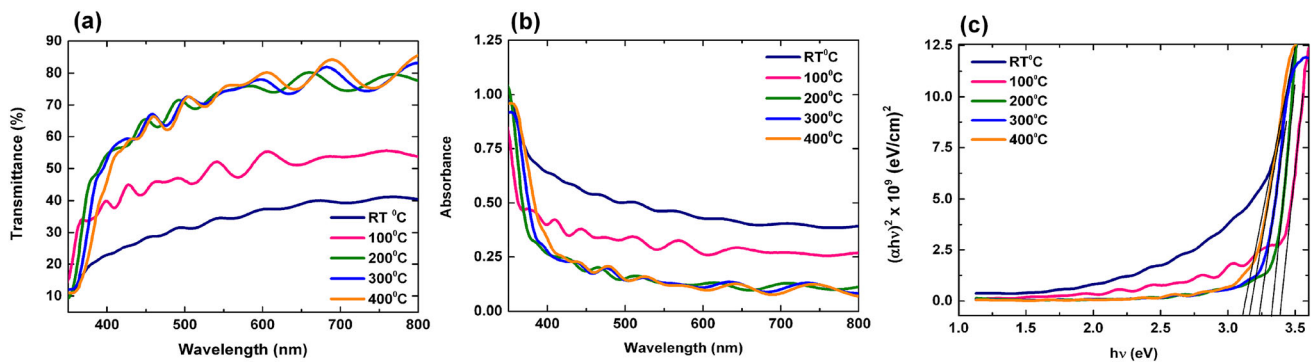 (a)
Transmittance (%)
90
80
70
60
50
40
30
20
10
400
500
600
700
800
Wavelength (nm)
RT ⁰C
100⁰C
200⁰C
300⁰C
400⁰C
(b)
Absorbance
1.25
1.00
0.75
0.50
0.25
0.00
400
500
600
700
800
Wavelength (nm)
RT⁰C
100⁰C
200⁰C
300⁰C
400⁰C
(c)
(αhν)² x 10⁹ (eV/cm)²
12.5
10.0
7.5
5.0
2.5
0.0
1.0
1.5
2.0
2.5
3.0
3.5
hν (eV)
RT⁰C
100⁰C
200⁰C
300⁰C
400⁰C